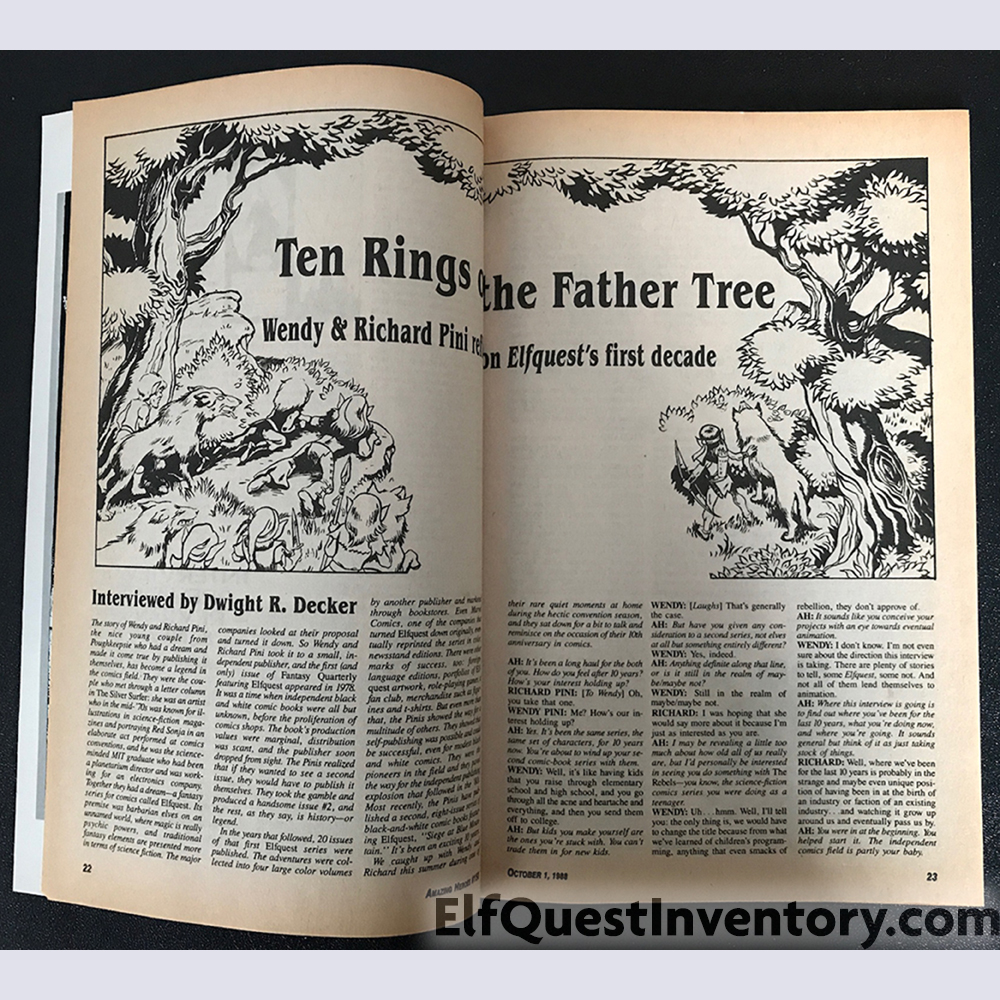 Ten Rings
the Father Tree
Wendy & Richard Pini
on Elfquest's first decade
Interviewed by Dwight R. Decker
The story of Wendy and Richard Pini,
the nice young couple from
Poughkeepsie who had a dream and
made it come true by publishing it
themselves, has become a legend in
the comics field. They were the cou-
ple who met through a letter column
in The Silver Surfer: she was an artist
who in the mid-'70s was known for il-
lustrations in science-fiction maga-
zines and portraying Red Sonja in an
elaborate act performed at comics
conventions, and he was the science-
minded MIT graduate who had been
a planetarium director and was work-
ing for an electronics company.
Together they had a dream—a fantasy
series for comics called Elfquest. Its
premise was barbarian elves on an
unnamed world, where magic is really
psychic powers, and traditional
fantasy elements are presented more
in terms of science fiction. The major
companies looked at their proposal
and turned it down. So Wendy and
Richard Pini took it to a small, in-
dependent publisher, and the first (and
only) issue of Fantasy Quarterly
featuring Elfquest appeared in 1978.
It was a time when independent black
and white comic books were all but
unknown, before the proliferation of
comics shops. The book's production
values were marginal, distribution
was scant, and the publisher soon
dropped from sight. The Pinis realized
that if they wanted to see a second
issue, they would have to publish it
themselves. They took the gamble and
produced a handsome issue #2, and
the rest, as they say, is history—or
legend.
In the years that followed, 20 issues
of that first Elfquest series were
published. The adventures were col-
lected into four large color volumes
by another publisher and
through bookstores. Even
Comics, one of the companies
turned Elfquest down originally,
tually reprinted the series in
newsstand editions. There were
marks of success, too: foreign
language editions, portfolios of
quest artwork, role-playing games,
fan club, merchandise such as
ines and t-shirts. But even more
that, the Pinis showed the way
multitude of others. They showed
self-publishing was possible and
be successful, even for modest
and white comics. They were
pioneers in the field and they
the way for the independent
explosion that followed in the
Most recently, the Pinis have
lished a second, eight-issue series
black-and-white comic books
ing Elfquest, "Siege at Blue Moun-
tain." It's been an exciting
We caught up with Wendy
Richard this summer during one
22
their rare quiet moments at home
during the hectic convention season,
and they sat down for a bit to talk and
reminisce on the occasion of their 10th
anniversary in comics.
AH: It's been a long haul for the both
of you. How do you feel after 10 years?
How's your interest holding up?
RICHARD PINI: [To Wendy] Oh,
you take that one.
WENDY PINI: Me? How's our in-
terest holding up?
AH: Yes. It's been the same series, the
same set of characters, for 10 years
now. You're about to wind up your se-
cond comic-book series with them.
WENDY: Well, it's like having kids
that you raise through elementary
school and high school, and you go
through all the acne and heartache and
everything, and then you send them
off to college.
AH: But kids you make yourself are
the ones you're stuck with. You can't
trade them in for new kids.
WENDY: [Laughs] That's generally
the case.
AH: But have you given any con-
sideration to a second series, not elves
at all but something entirely different?
WENDY: Yes, indeed.
AH: Anything definite along that line,
or is it still in the realm of may-
be/maybe not?
WENDY: Still in the realm of
maybe/maybe not.
RICHARD: I was hoping that she
would say more about it because I'm
just as interested as you are.
AH: I may be revealing a little too
much about how old all of us really
are, but I'd be personally interested
in seeing you do something with The
Rebels—you know, the science-fiction
comics series you were doing as a
teenager.
WENDY: Uh...hmm. Well, I'll tell
you: the only thing is, we would have
to change the title because from what
we've learned of children's program-
ming, anything that even smacks of
rebellion, they don't approve of.
AH: It sounds like you conceive your
projects with an eye towards eventual
animation.
WENDY: I don't know. I'm not even
sure about the direction this interview
is taking. There are plenty of stories
to tell, some Elfquest, some not. And
not all of them lend themselves to
animation.
AH: Where this interview is going is
to find out where you've been for the
last 10 years, what you're doing now,
and where you're going. It sounds
general but think of it as just taking
stock of things.
RICHARD: Well, where we've been
for the last 10 years is probably in the
strange and maybe even unique posi-
tion of having been in at the birth of
an industry or faction of an existing
industry...and watching it grow up
around us and eventually pass us by.
AH: You were in at the beginning. You
helped start it. The independent
comics field is partly your baby.
OCTOBER 1, 1988
23
ElfQuestInventory.com